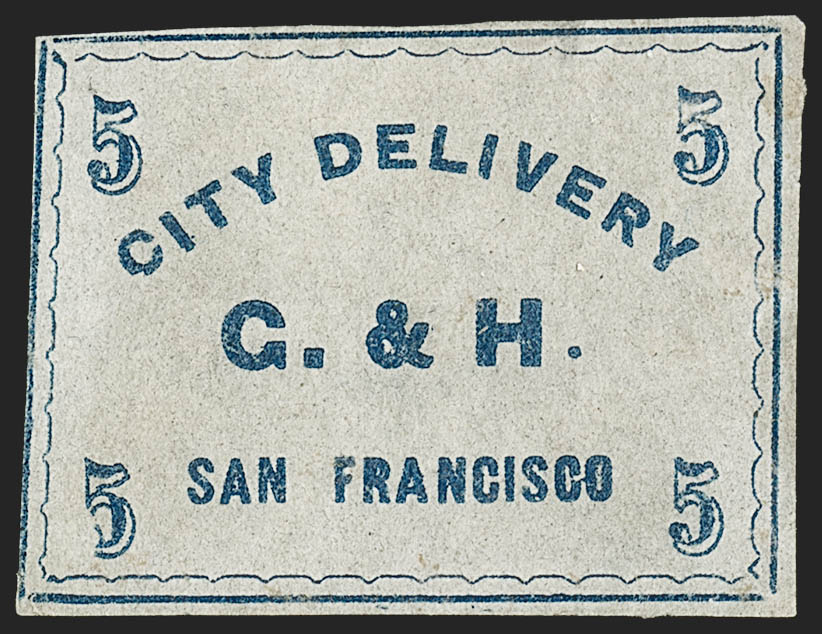 5 5
CITY DELIVERY
G. & H.
SAN FRANCISCO
5 5